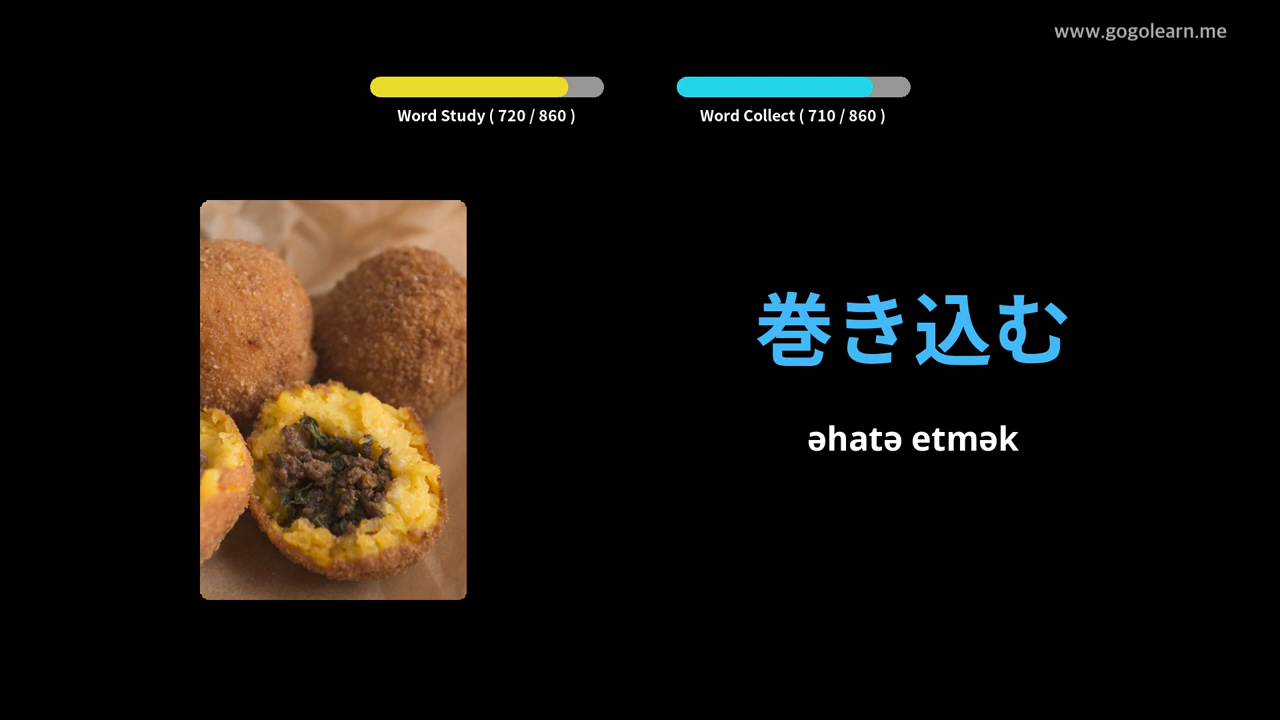 www.gogolearn.me
Word Study ( 720 / 860 )
Word Collect ( 710 / 860 )
巻き込む
əhatə etmək